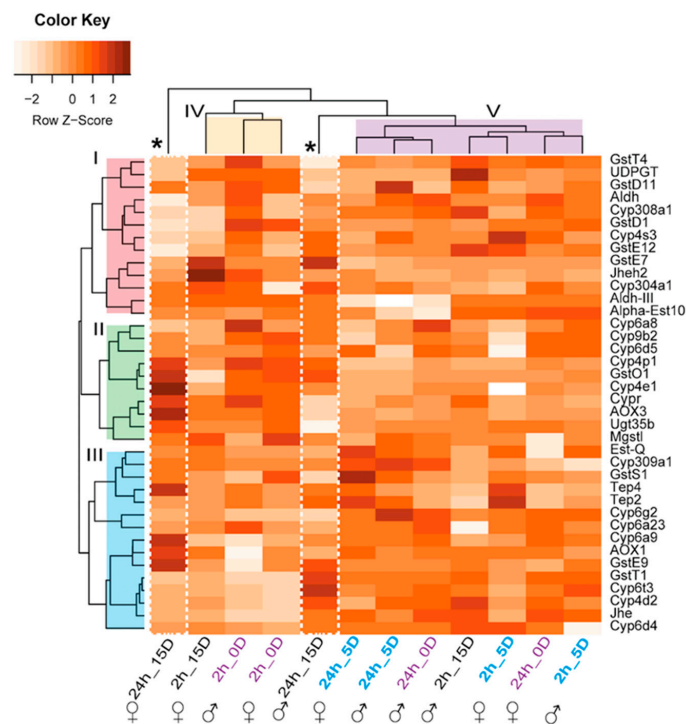 Color Key
−2 0 1 2
Row Z-Score
IV
V
*
*
I
II
III
GstT4
UDPGT
GstD11
Aldh
Cyp308a1
GstD1
Cyp4s3
GstE12
GstE7
Jheh2
Cyp304a1
Aldh-III
Alpha-Est10
Cyp6a8
Cyp9b2
Cyp6d5
Cyp4p1
GstO1
Cyp4e1
Cypr
AOX3
Ugt35b
Mgstl
Est-Q
Cyp309a1
GstS1
Tep4
Tep2
Cyp6g2
Cyp6a23
Cyp6a9
AOX1
GstE9
GstT1
Cyp6t3
Cyp4d2
Jhe
Cyp6d4
♀24h_15D
♀2h_15D
♂2h_0D
♀2h_0D
♂24h_15D
♀24h_5D
♂24h_5D
♂24h_0D
♂2h_15D
♀2h_5D
♀24h_0D
♂2h_5D